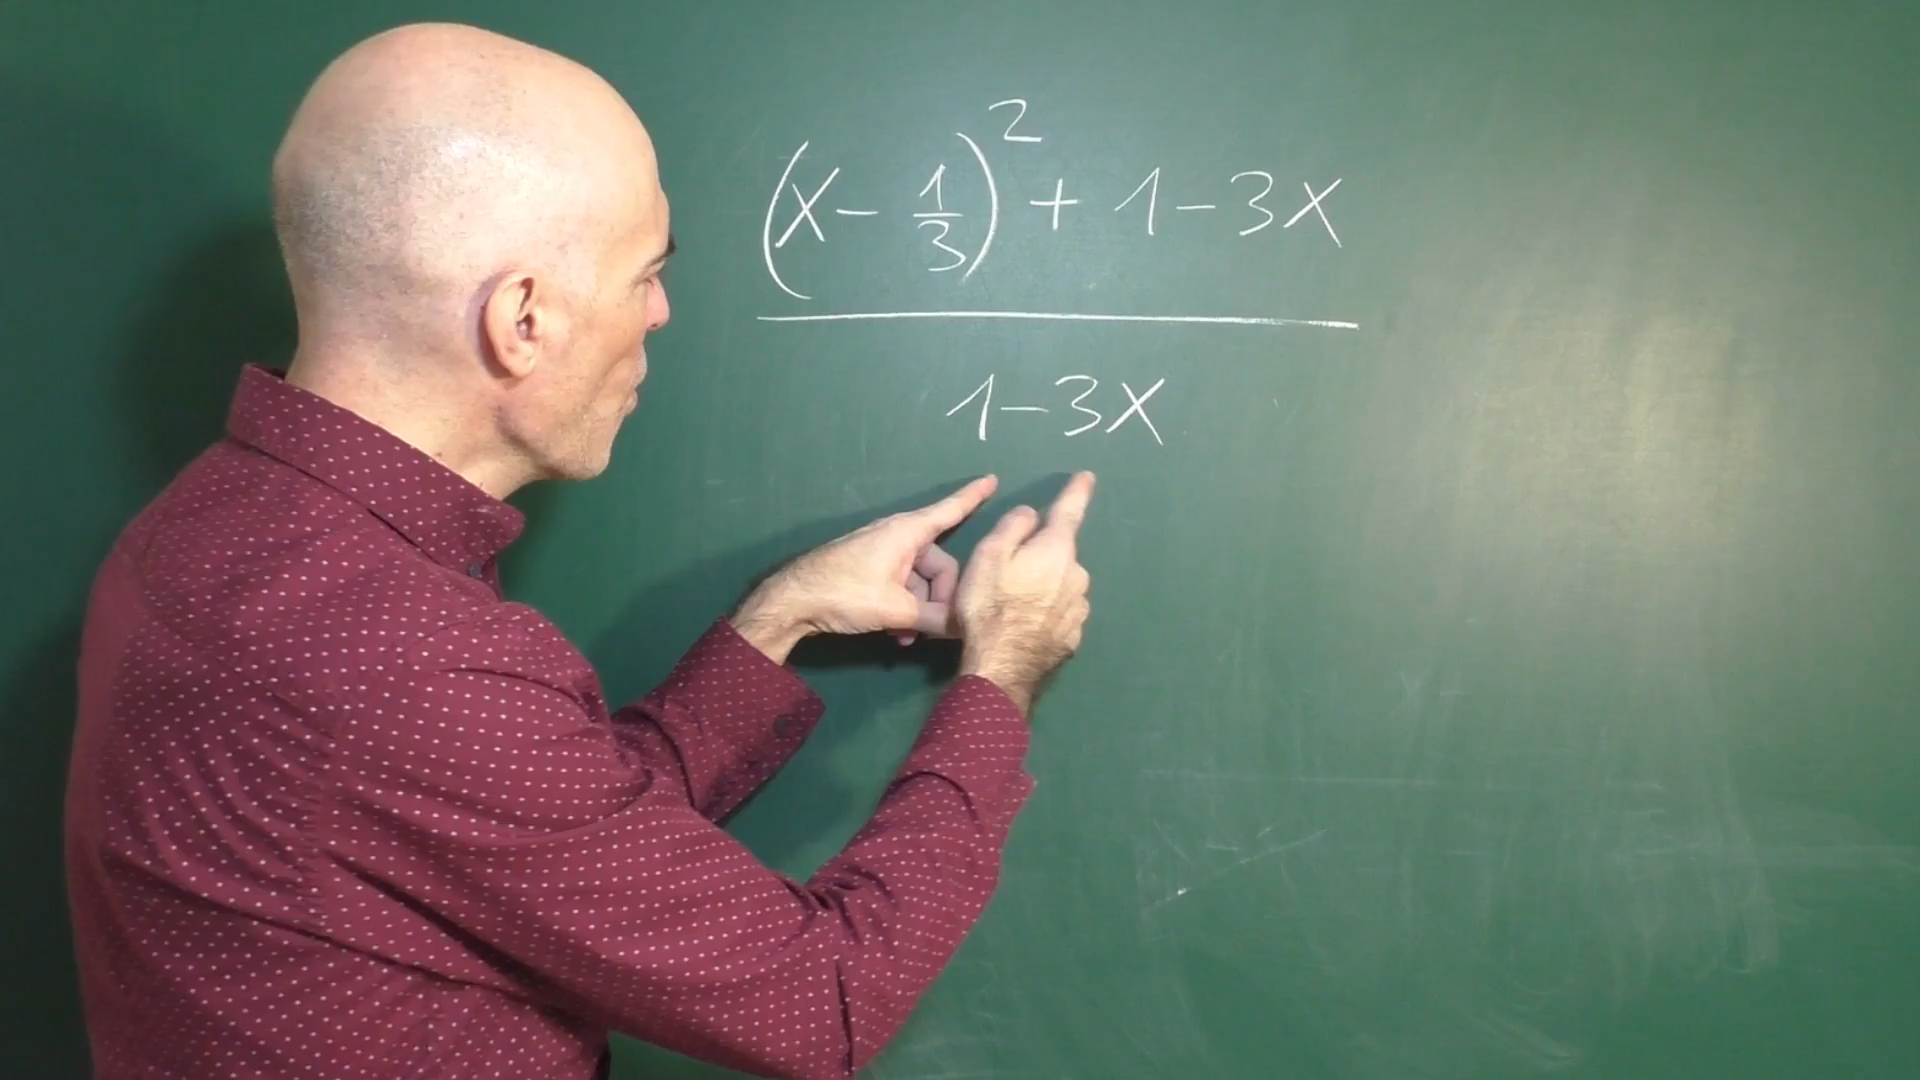 (x - 1/3)² + 1 - 3x
1 - 3x